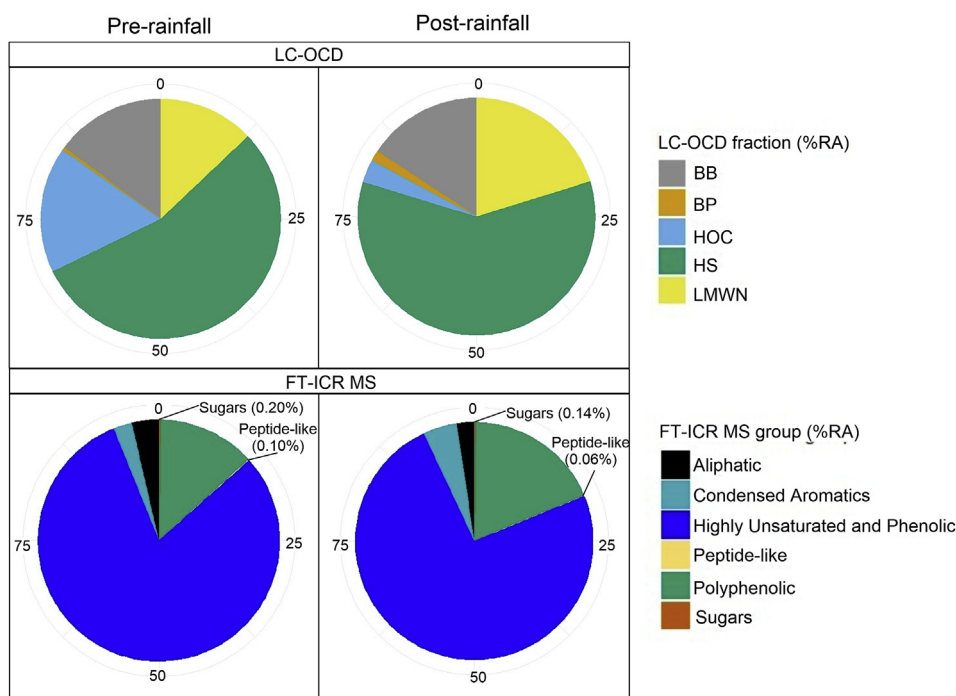 Pre-rainfall
Post-rainfall
LC-OCD
0
25
50
75
0
25
50
75
LC-OCD fraction (%RA)
BB
BP
HOC
HS
LMWN
FT-ICR MS
0
Sugars (0.20%)
Peptide-like
(0.10%)
25
50
75
0
Sugars (0.14%)
Peptide-like
(0.06%)
25
50
75
FT-ICR MS group (%RA)
Aliphatic
Condensed Aromatics
Highly Unsaturated and Phenolic
Peptide-like
Polyphenolic
Sugars